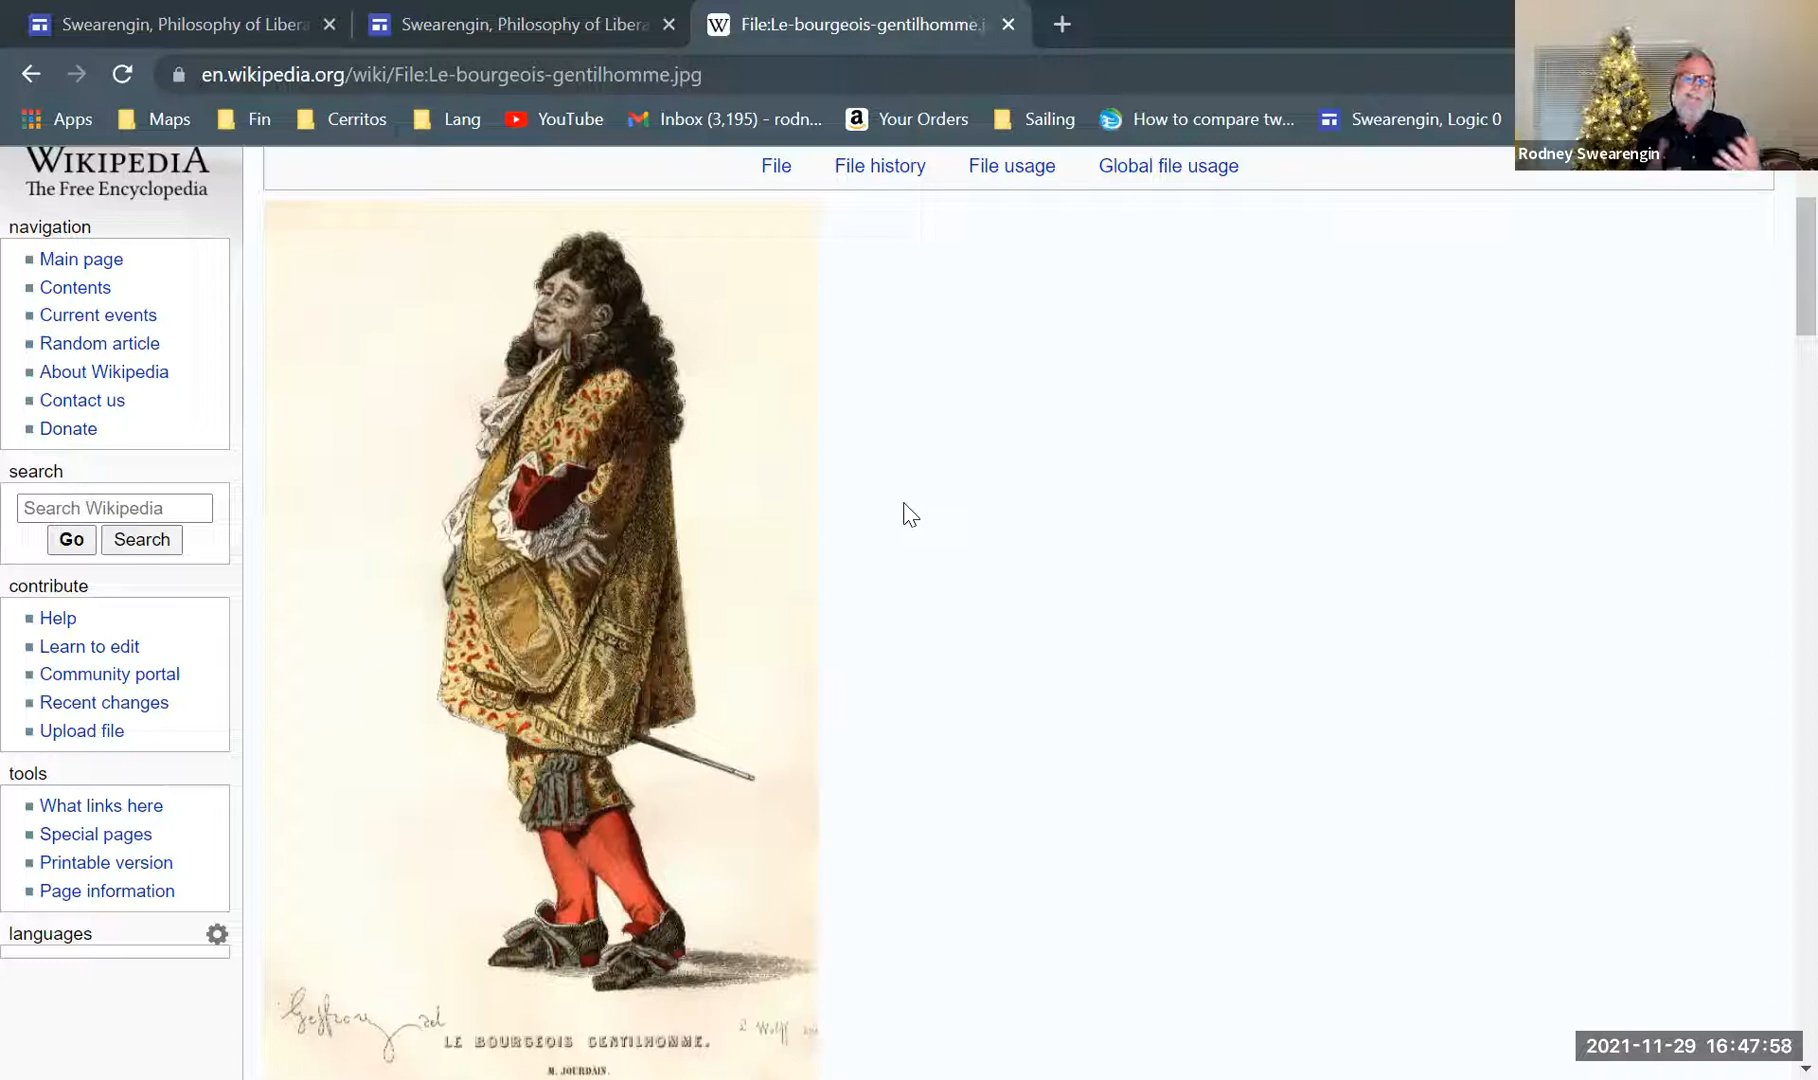 Swearengin, Philosophy of Libera
Swearengin, Philosophy of Libera
File:Le-bourgeois-gentilhomme.j
en.wikipedia.org/wiki/File:Le-bourgeois-gentilhomme.jpg
Apps
Maps
Fin
Cerritos
Lang
YouTube
Inbox (3,195) - rodn...
Your Orders
Sailing
How to compare tw...
Swearengin, Logic 0
Rodney Swearengin
WIKIPEDIA
The Free Encyclopedia
File
File history
File usage
Global file usage
navigation
Main page
Contents
Current events
Random article
About Wikipedia
Contact us
Donate
search
Search Wikipedia
Go
Search
contribute
Help
Learn to edit
Community portal
Recent changes
Upload file
tools
What links here
Special pages
Printable version
Page information
languages
Geffroy del
L Wolff
LE BOURGEOIS GENTILHOMME.
M. JOURDAIN.
2021-11-29 16:47:58